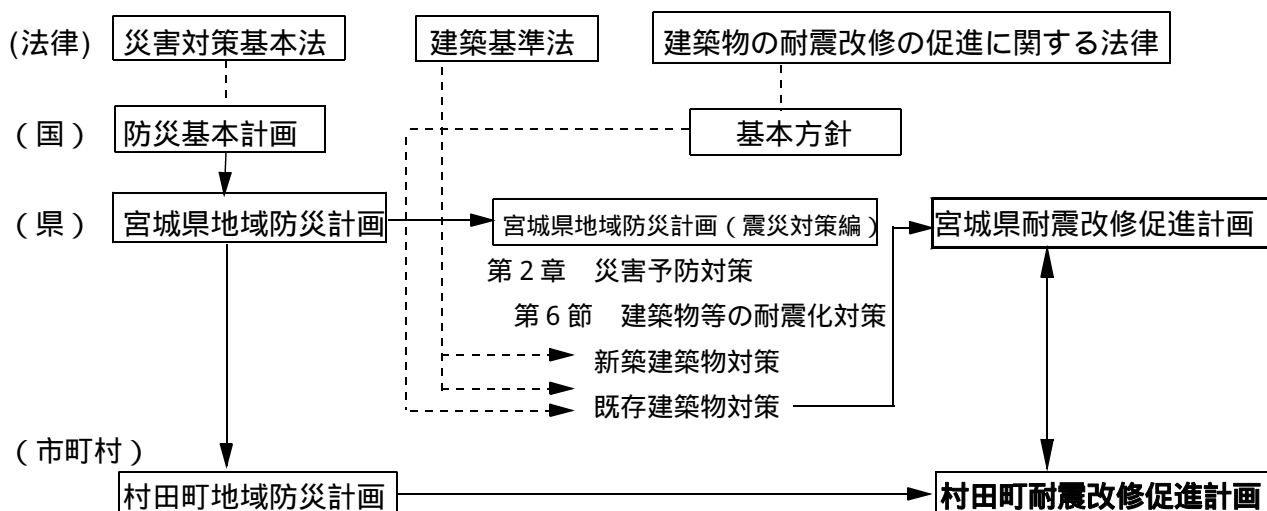 (法律) 災害対策基本法 建築基準法 建築物の耐震改修の促進に関する法律
(国) 防災基本計画 基本方針
(県) 宮城県地域防災計画 宮城県地域防災計画(震災対策編) 宮城県耐震改修促進計画
第2章 災害予防対策
第6節 建築物等の耐震化対策
新築建築物対策
既存建築物対策
(市町村)
村田町地域防災計画 村田町耐震改修促進計画